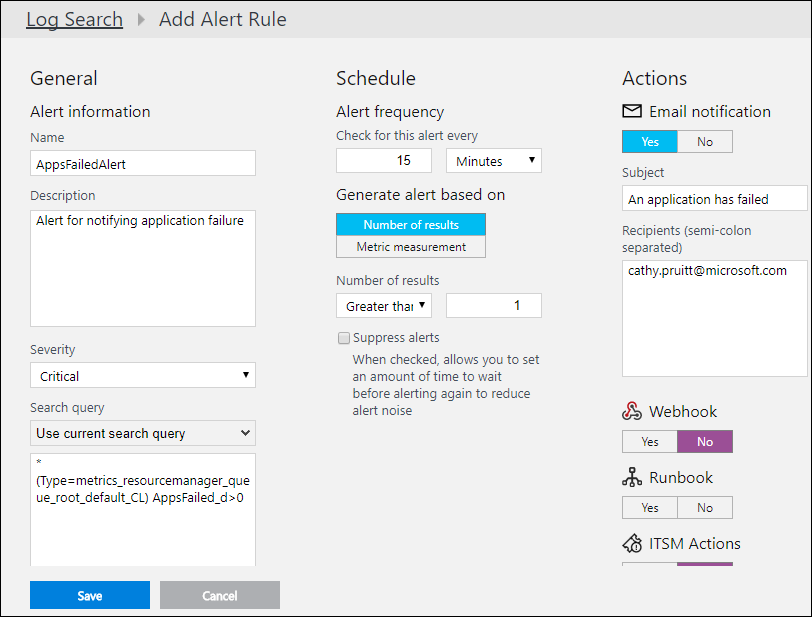 Log Search Add Alert Rule
General
Alert information
Name
AppsFailedAlert
Description
Alert for notifying application failure
Severity
Critical
Search query
Use current search query
*
(Type=metrics_resourcemanager_que
ue_root_default_CL) AppsFailed_d>0
Save Cancel
Schedule
Alert frequency
Check for this alert every
15 Minutes
Generate alert based on
Number of results
Metric measurement
Number of results
Greater than 1
Suppress alerts
When checked, allows you to set
an amount of time to wait
before alerting again to reduce
alert noise
Actions
Email notification
Yes No
Subject
An application has failed
Recipients (semi-colon
separated)
cathy.pruitt@microsoft.com
Webhook
Yes No
Runbook
Yes No
ITSM Actions